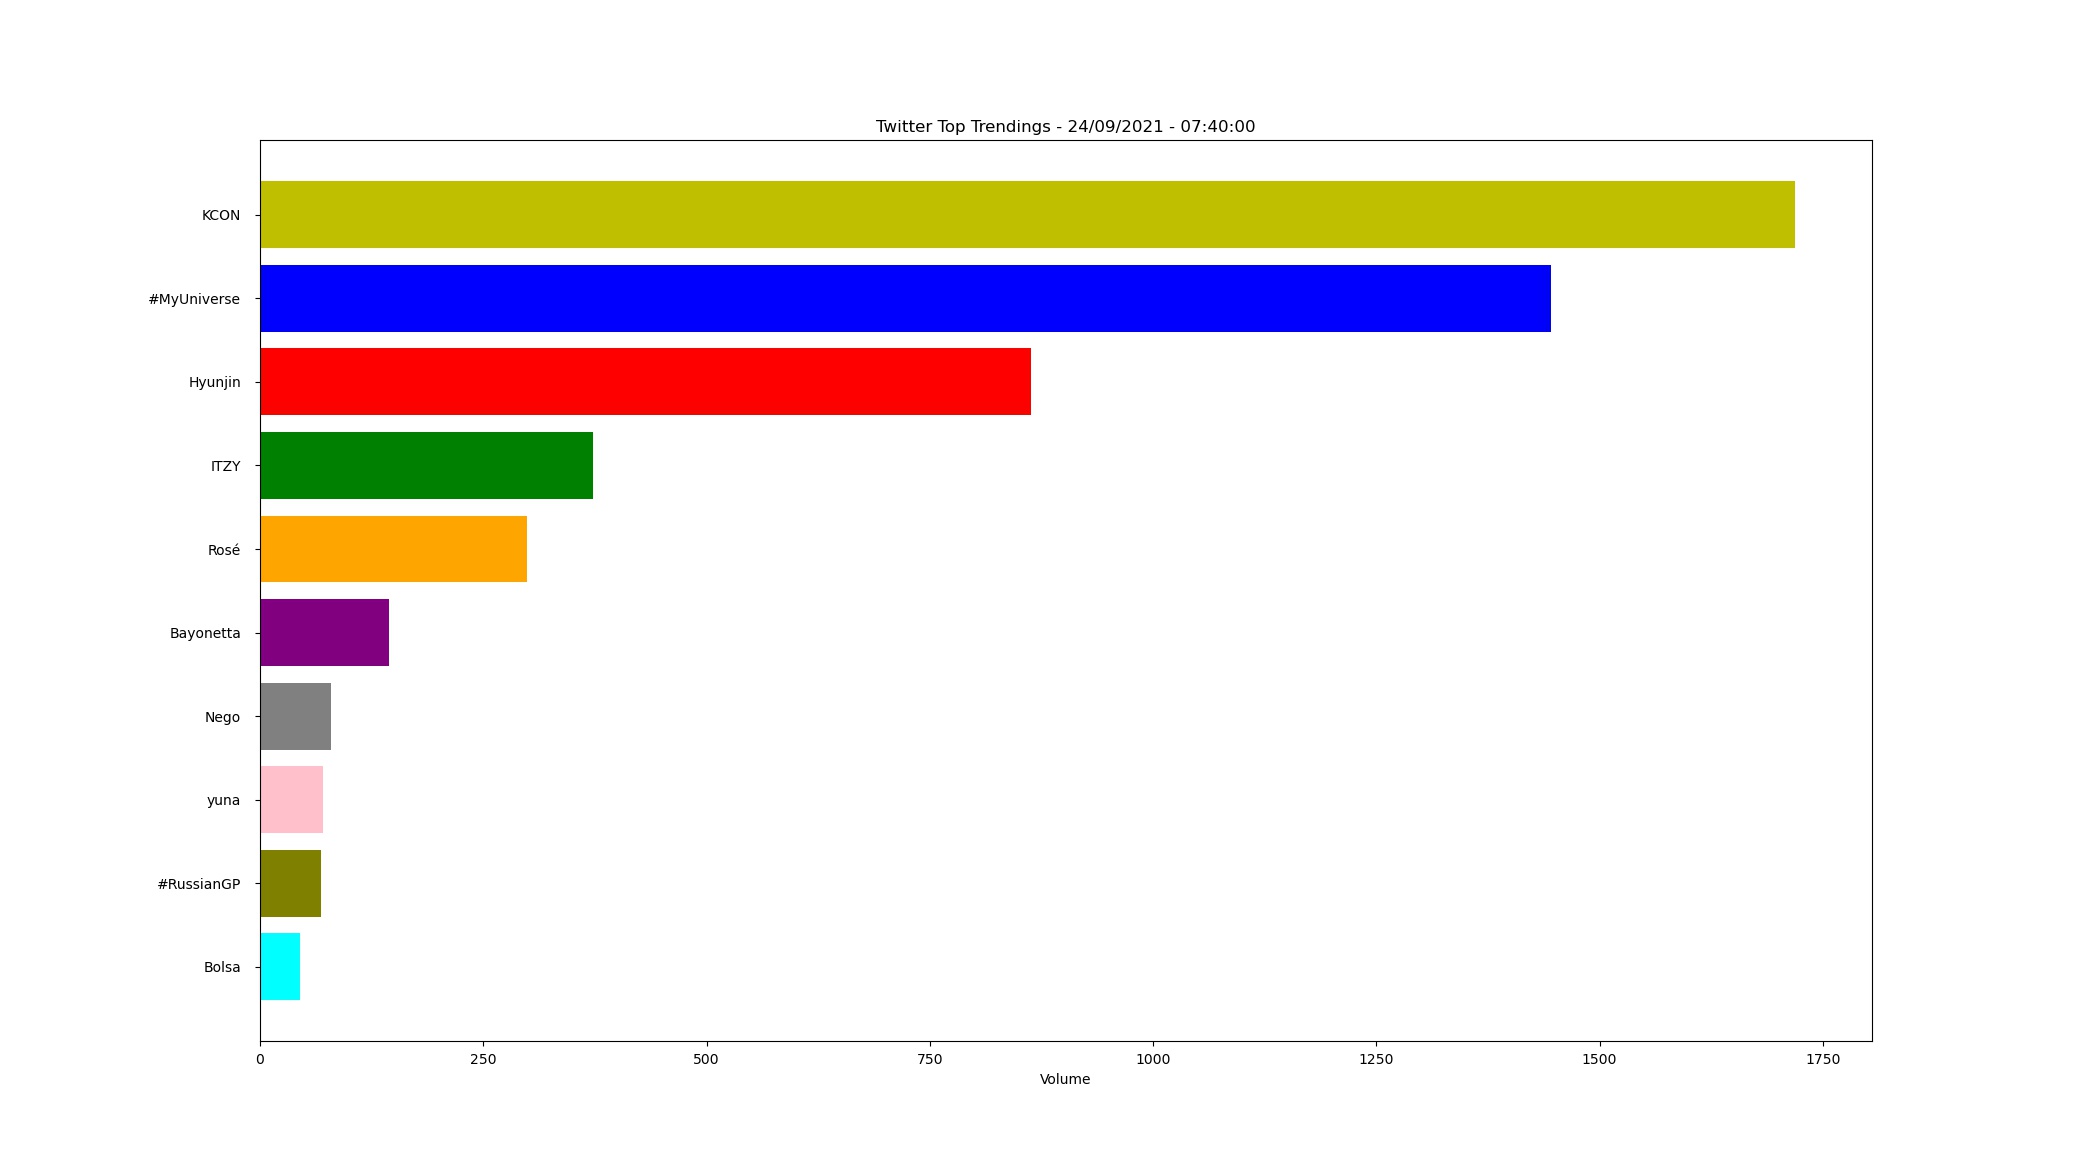 Twitter Top Trendings - 24/09/2021 - 07:40:00
KCON
#MyUniverse
Hyunjin
ITZY
Rosé
Bayonetta
Nego
yuna
#RussianGP
Bolsa
0 250 500 750 1000 1250 1500 1750
Volume